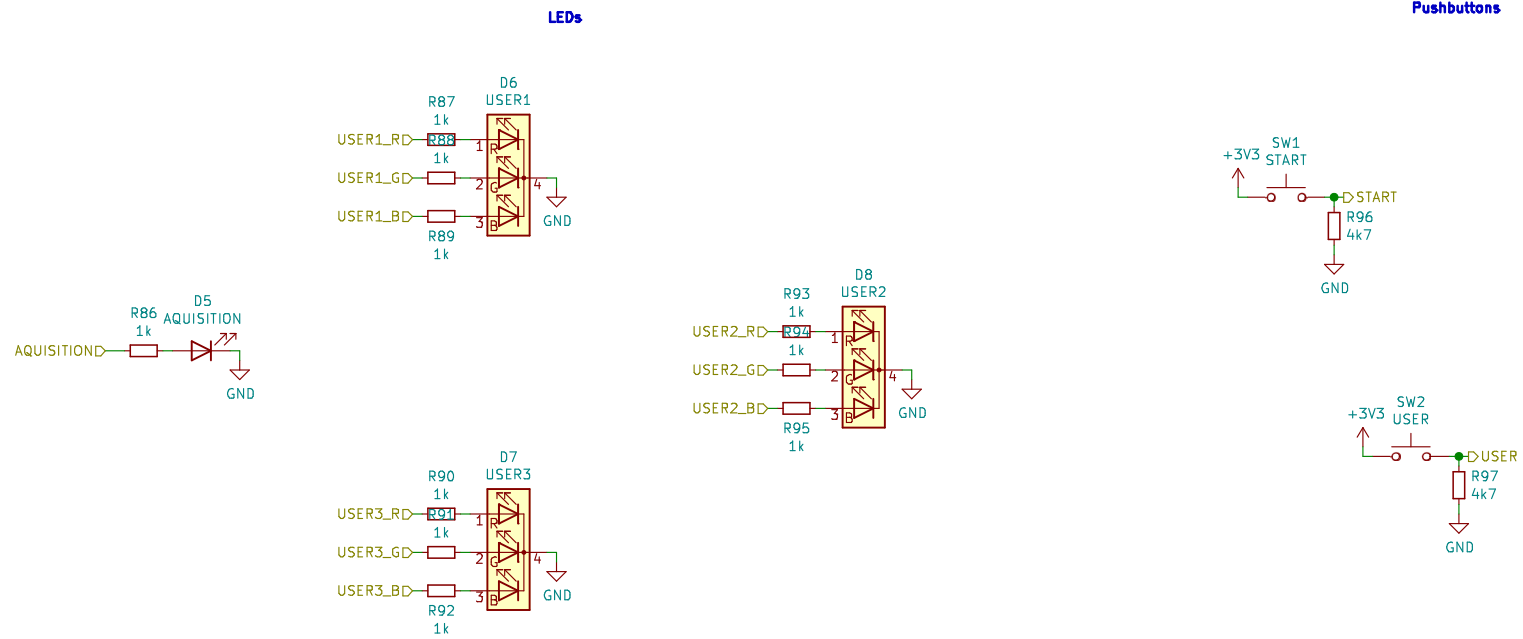 LEDs
Pushbuttons
D6
USER1
R87
1k
USER1_R
R88
1k
USER1_G
USER1_B
R89
1k
1
R
2
G
3
B
4
GND
SW1
START
+3V3
START
R96
4k7
GND
D5
AQUISITION
R86
1k
AQUISITION
GND
D8
USER2
R93
1k
USER2_R
R94
1k
USER2_G
USER2_B
R95
1k
1
R
2
G
3
B
4
GND
SW2
USER
+3V3
USER
R97
4k7
GND
D7
USER3
R90
1k
USER3_R
R91
1k
USER3_G
USER3_B
R92
1k
1
R
2
G
3
B
4
GND